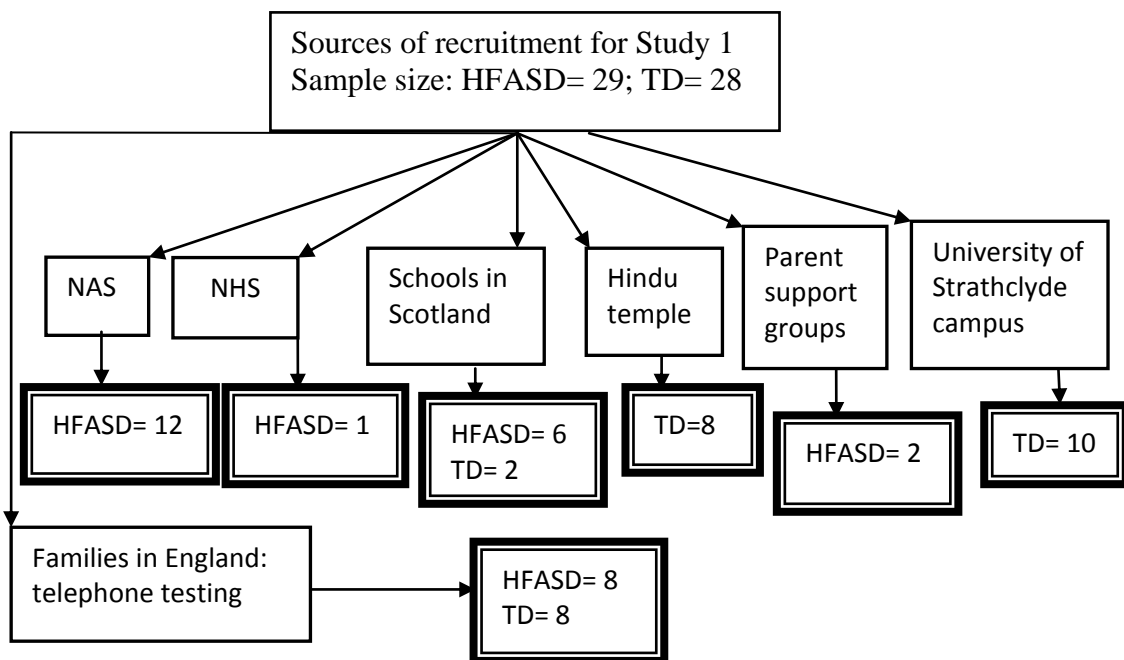 Sources of recruitment for Study 1
Sample size: HFASD= 29; TD= 28
NAS
NHS
Schools in
Scotland
Hindu
temple
Parent
support
groups
University of
Strathclyde
campus
HFASD= 12
HFASD= 1
HFASD= 6
TD= 2
TD=8
HFASD= 2
TD= 10
Families in England:
telephone testing
HFASD= 8
TD= 8